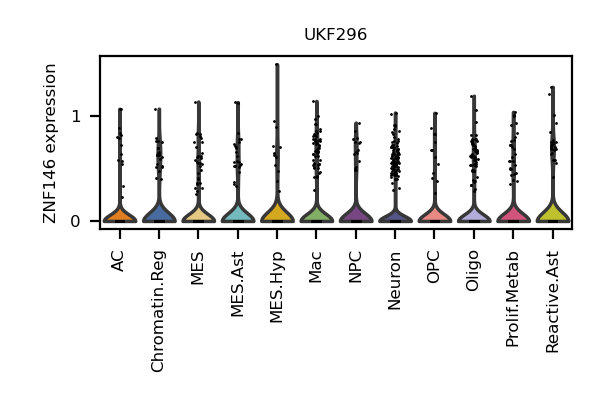 UKF296
ZNF146 expression
1
0
AC
Chromatin.Reg
MES
MES.Ast
MES.Hyp
Mac
NPC
Neuron
OPC
Oligo
Prolif.Metab
Reactive.Ast